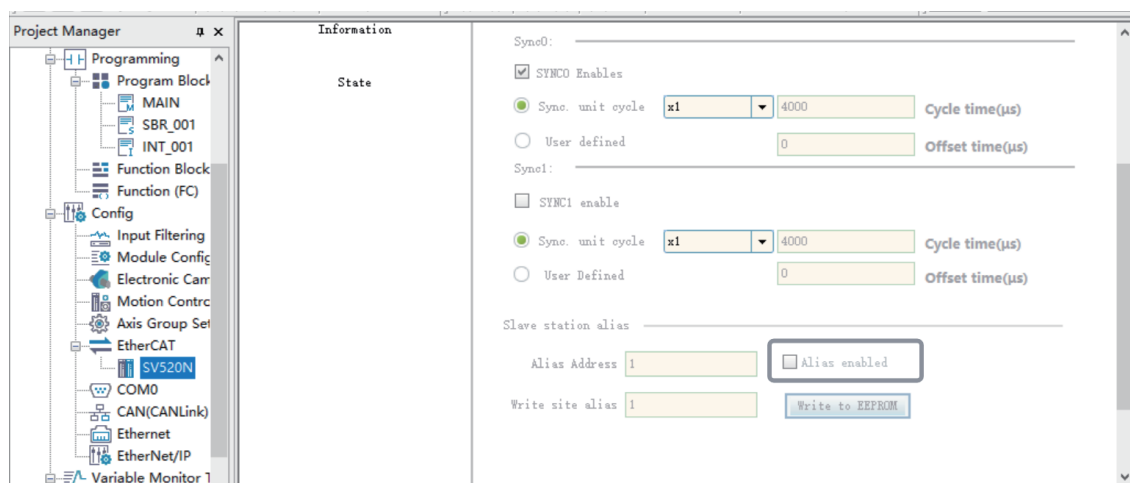 Project Manager
Programming
Program Block
MAIN
SBR_001
INT_001
Function Block
Function (FC)
Config
Input Filtering
Module Config
Electronic Cam
Motion Contrc
Axis Group Set
EtherCAT
SV520N
COM0
CAN(CANLink)
Ethernet
EtherNet/IP
Variable Monitor T
Information
State
Sync0:
SYNC0 Enables
Sync. unit cycle x1 4000 Cycle time(μs)
User defined 0 Offset time(μs)
Sync1:
SYNC1 enable
Sync. unit cycle x1 4000 Cycle time(μs)
User Defined 0 Offset time(μs)
Slave station alias
Alias Address 1 Alias enabled
Write site alias 1 Write to EEPROM